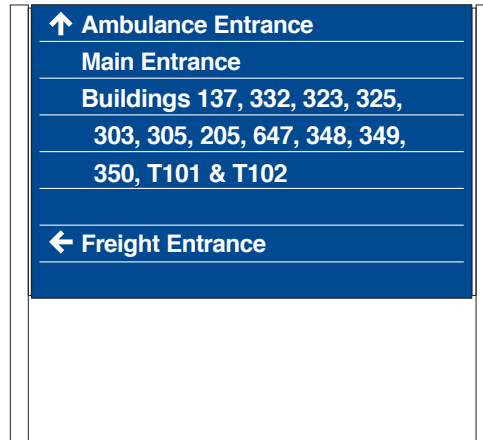 Ambulance Entrance
Main Entrance
Buildings 137, 332, 323, 325,
303, 305, 205, 647, 348, 349,
350, T101 & T102
Freight Entrance